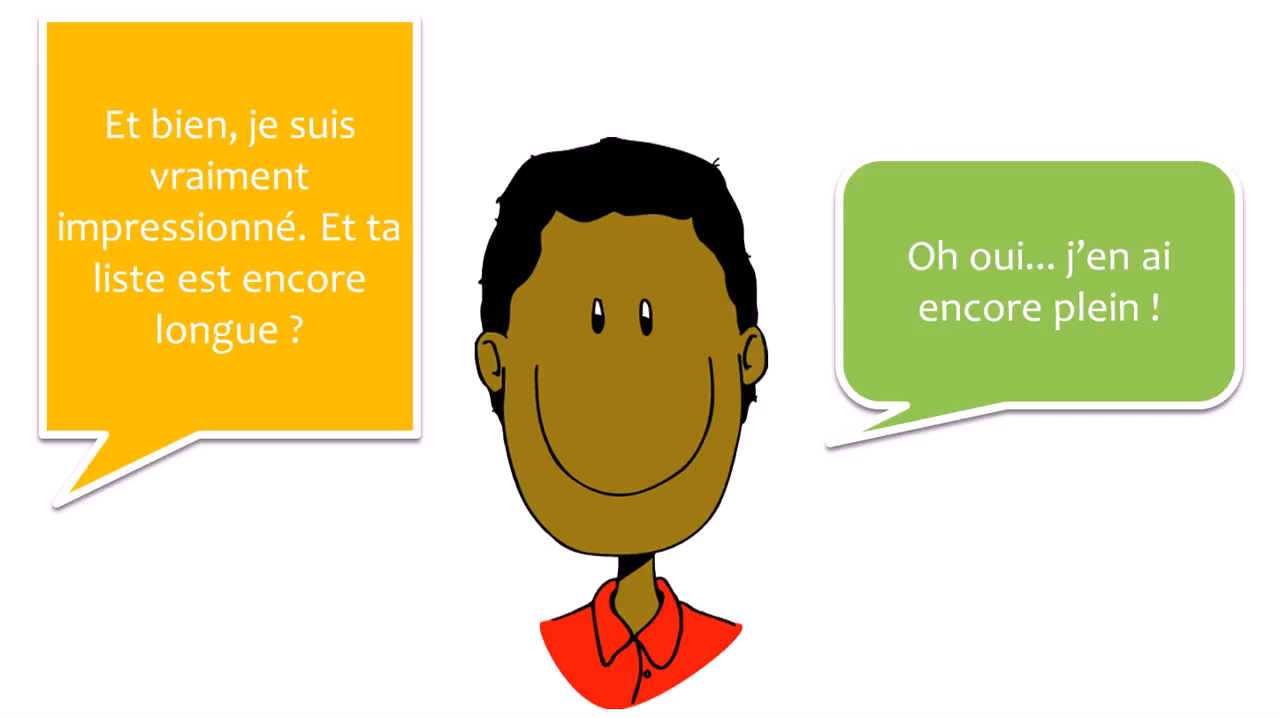 Et bien, je suis
vraiment
impressionné. Et ta
liste est encore
longue ?
Oh oui... j’en ai
encore plein !